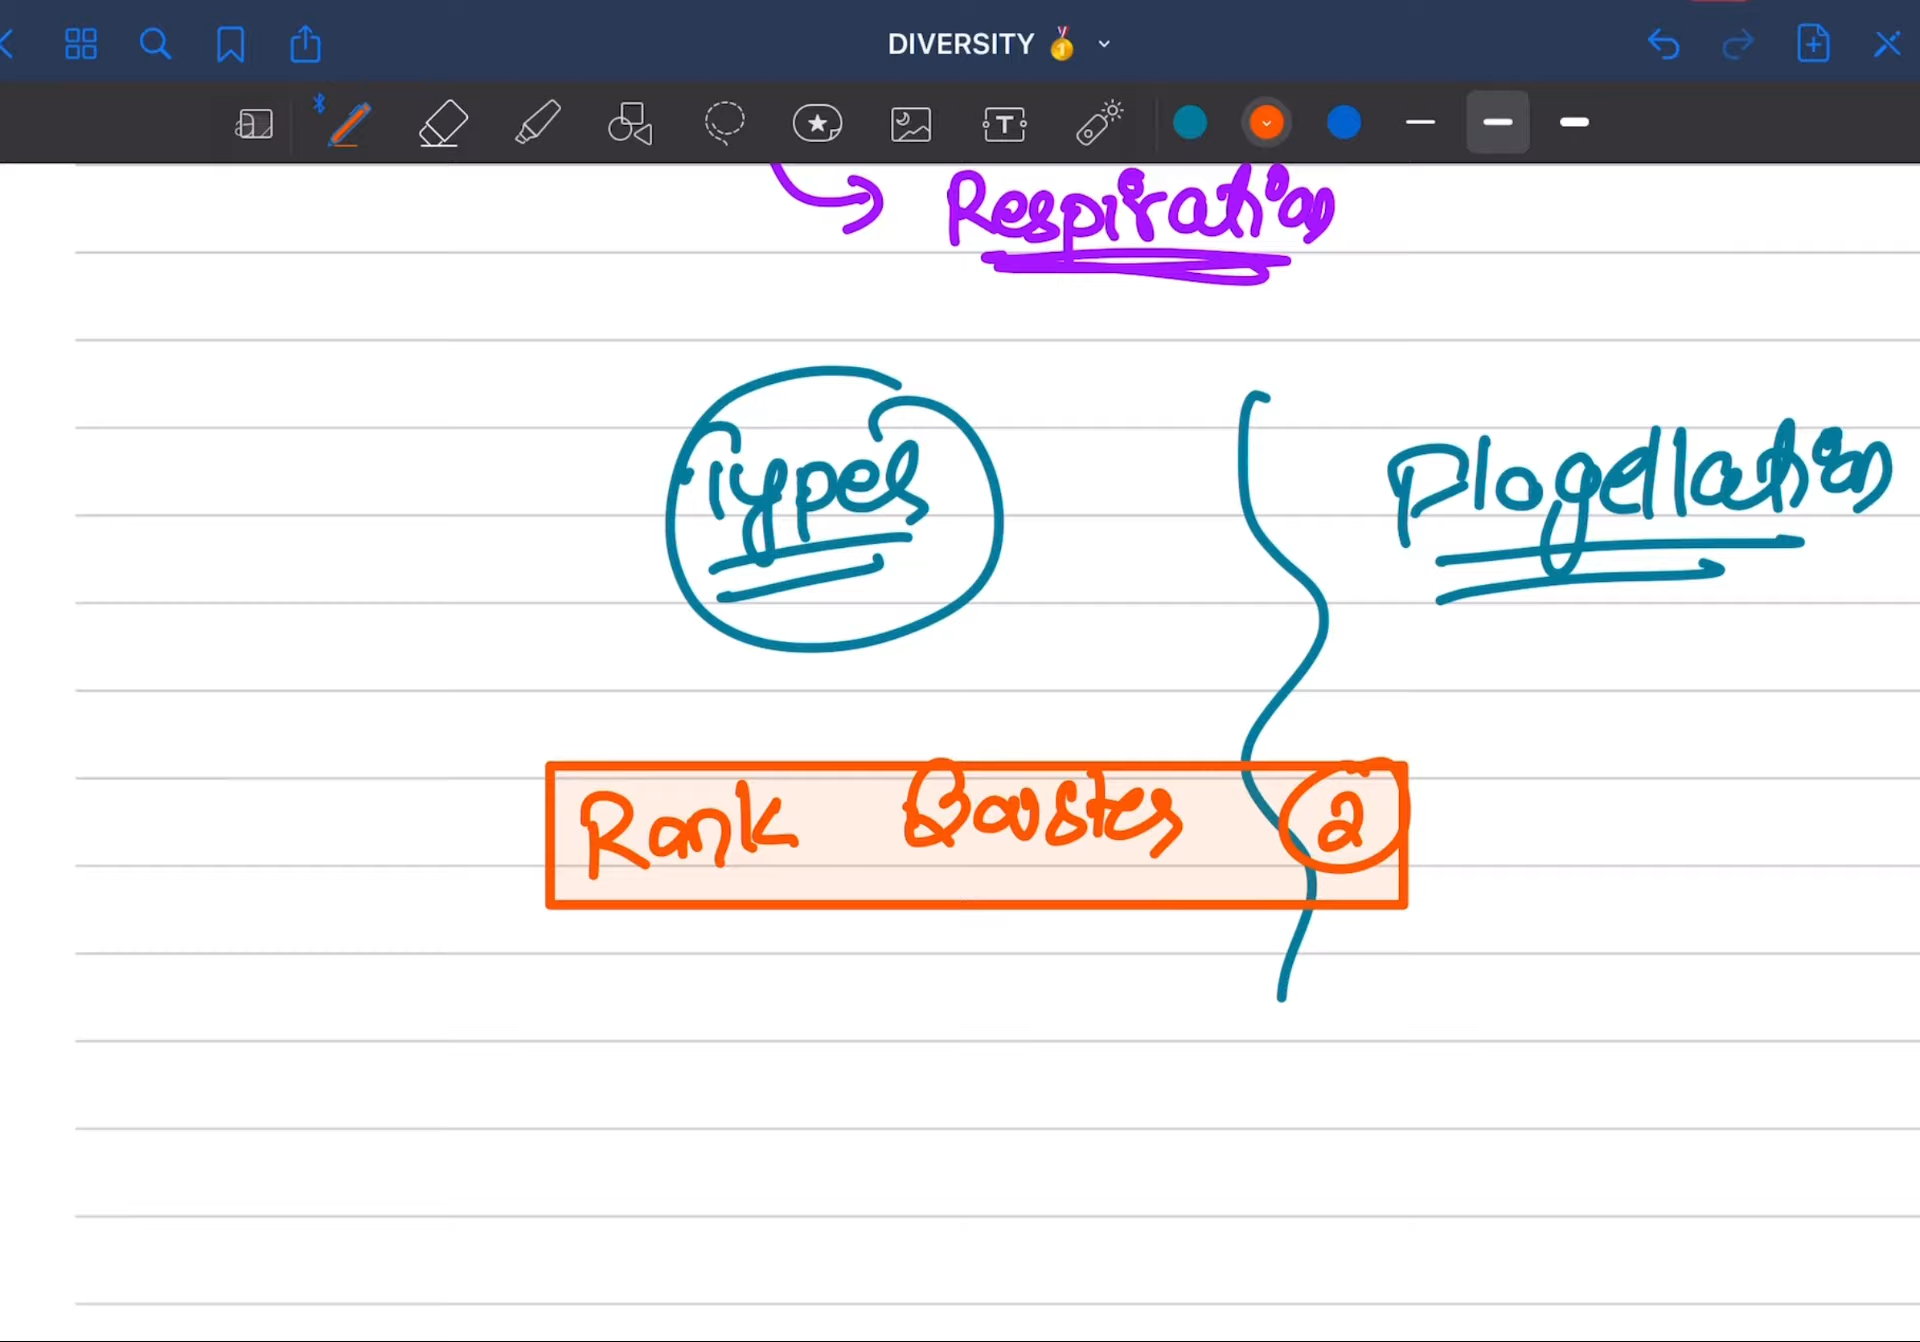 DIVERSITY 🥇
Respiration
Types
Flagellation
Rank Booster 2